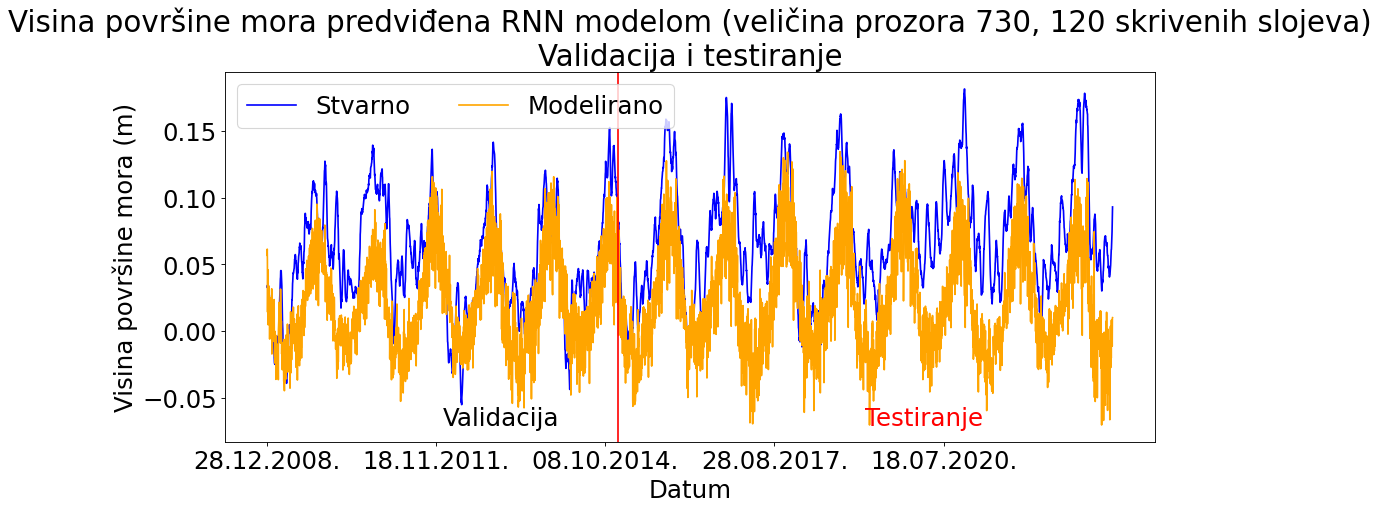 Visina površine mora predviđena RNN modelom (veličina prozora 730, 120 skrivenih slojeva)
Validacija i testiranje
Stvarno
Modelirano
Visina površine mora (m)
0.15
0.10
0.05
0.00
−0.05
Validacija
Testiranje
28.12.2008.
18.11.2011.
08.10.2014.
28.08.2017.
18.07.2020.
Datum